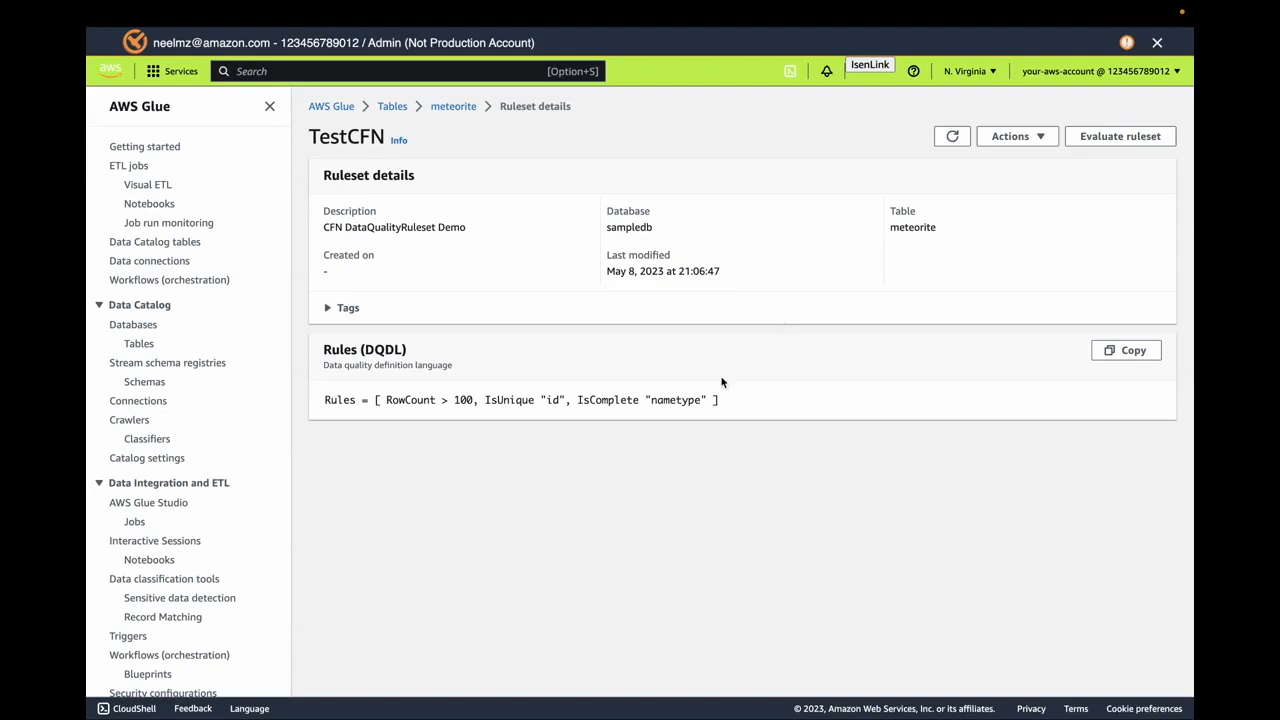 neelmz@amazon.com - 123456789012 / Admin (Not Production Account)
aws
Services
Search
[Option+S]
IsenLink
N. Virginia
your-aws-account @ 123456789012
AWS Glue
Getting started
ETL jobs
Visual ETL
Notebooks
Job run monitoring
Data Catalog tables
Data connections
Workflows (orchestration)
Data Catalog
Databases
Tables
Stream schema registries
Schemas
Connections
Crawlers
Classifiers
Catalog settings
Data Integration and ETL
AWS Glue Studio
Jobs
Interactive Sessions
Notebooks
Data classification tools
Sensitive data detection
Record Matching
Triggers
Workflows (orchestration)
Blueprints
Security configurations
AWS Glue > Tables > meteorite > Ruleset details
TestCFN Info
Actions
Evaluate ruleset
Ruleset details
Description
CFN DataQualityRuleset Demo
Database
sampledb
Table
meteorite
Created on
-
Last modified
May 8, 2023 at 21:06:47
Tags
Rules (DQDL)
Data quality definition language
Copy
Rules = [ RowCount > 100, IsUnique "id", IsComplete "nametype" ]
CloudShell
Feedback
Language
© 2023, Amazon Web Services, Inc. or its affiliates.
Privacy
Terms
Cookie preferences